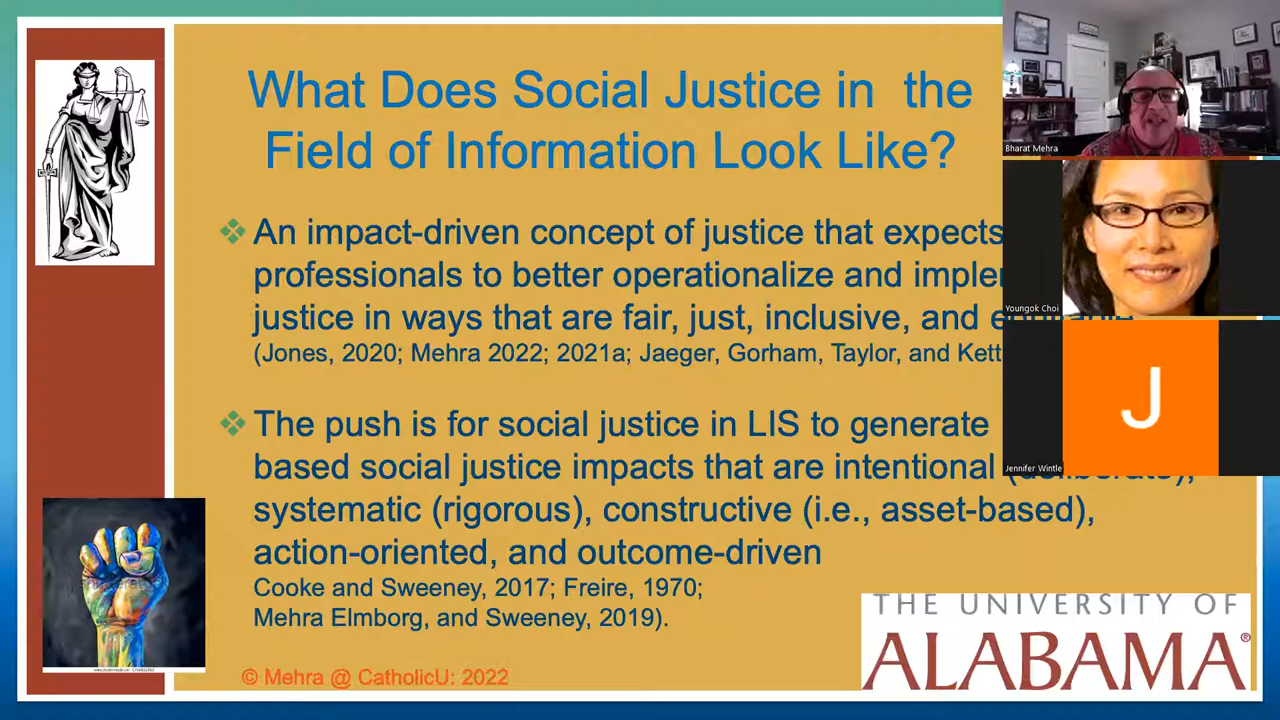 What Does Social Justice in the
Field of Information Look Like?
An impact-driven concept of justice that expects
professionals to better operationalize and
justice in ways that are fair, just, inclusive, and
(Jones, 2020; Mehra 2022; 2021a; Jaeger, Gorham, Taylor, and
The push is for social justice in LIS to generate
based social justice impacts that are intentional (deliberate),
systematic (rigorous), constructive (i.e., asset-based),
action-oriented, and outcome-driven
Cooke and Sweeney, 2017; Freire, 1970;
Mehra Elmborg, and Sweeney, 2019).
© Mehra @ CatholicU: 2022
THE UNIVERSITY OF
ALABAMA®
Bharat Mehra
Youngok Choi
J
Jennifer